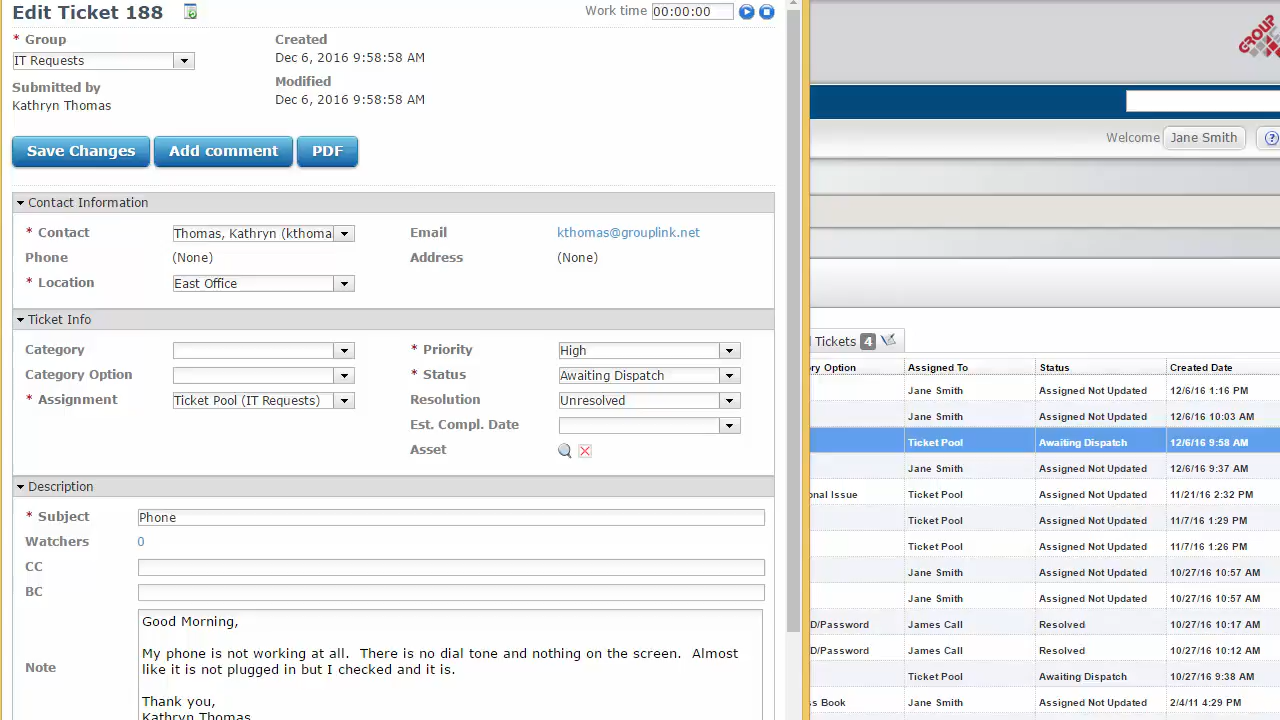 Edit Ticket 188
Work time 00:00:00
* Group
IT Requests
Submitted by
Kathryn Thomas
Created
Dec 6, 2016 9:58:58 AM
Modified
Dec 6, 2016 9:58:58 AM
Save Changes Add comment PDF
Contact Information
* Contact Thomas, Kathryn (kthoma
Email kthomas@grouplink.net
Phone (None)
Address (None)
* Location East Office
Ticket Info
Category
* Priority High
Category Option
* Status Awaiting Dispatch
* Assignment Ticket Pool (IT Requests)
Resolution Unresolved
Est. Compl. Date
Asset
Description
* Subject Phone
Watchers 0
CC
BC
Note
Good Morning,
My phone is not working at all. There is no dial tone and nothing on the screen. Almost
like it is not plugged in but I checked and it is.
Thank you,
Kathryn Thomas
GROUP
Welcome Jane Smith ?
Tickets 4
ry Option Assigned To Status Created Date
Jane Smith Assigned Not Updated 12/6/16 1:16 PM
Jane Smith Assigned Not Updated 12/6/16 10:03 AM
Ticket Pool Awaiting Dispatch 12/6/16 9:58 AM
Jane Smith Assigned Not Updated 12/6/16 9:37 AM
onal Issue Ticket Pool Assigned Not Updated 11/21/16 2:32 PM
Ticket Pool Assigned Not Updated 11/7/16 1:29 PM
Ticket Pool Assigned Not Updated 11/7/16 1:26 PM
Jane Smith Assigned Not Updated 10/27/16 10:57 AM
Jane Smith Assigned Not Updated 10/27/16 10:57 AM
D/Password James Call Resolved 10/27/16 10:17 AM
D/Password James Call Resolved 10/27/16 10:12 AM
Ticket Pool Awaiting Dispatch 10/27/16 9:38 AM
s Book Jane Smith Assigned Not Updated 2/4/11 4:29 PM